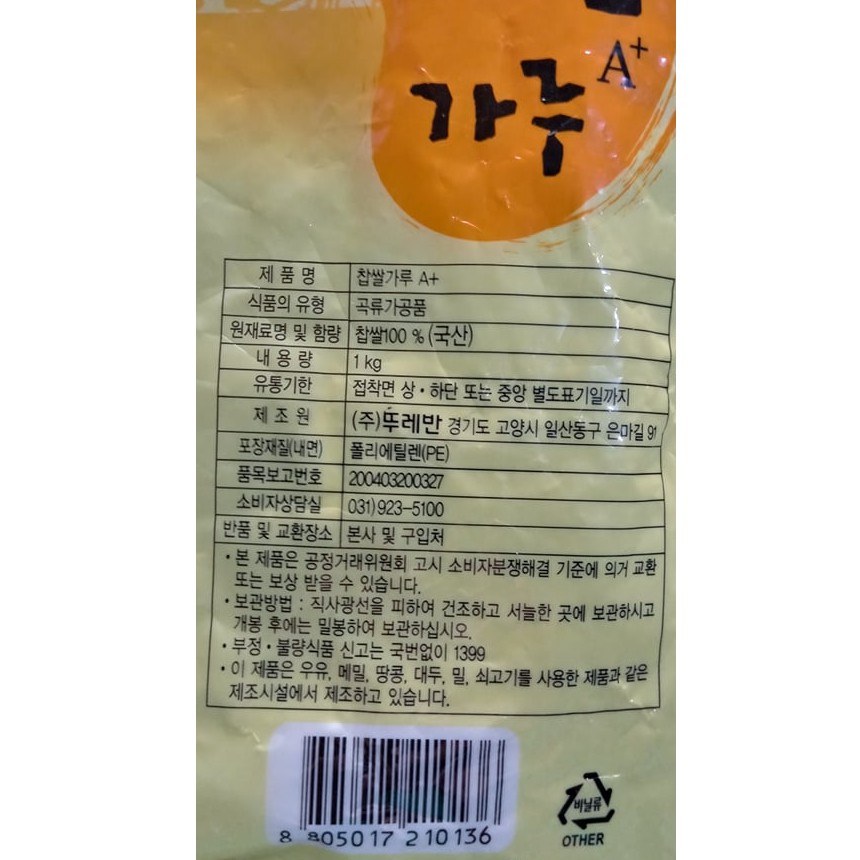 A+
가루
제 품 명 찹쌀가루 A+
식품의 유형 곡류가공품
원재료명 및 함량 찹쌀100 % (국산)
내 용 량 1 kg
유통기한 접착면 상·하단 또는 중앙 별도표기일까지
제 조 원 (주)뚜레반 경기도 고양시 일산동구 은마길 91
포장재질(내면) 폴리에틸렌(PE)
품목보고번호 200403200327
소비자상담실 031)923-5100
반품 및 교환장소 본사 및 구입처
· 본 제품은 공정거래위원회 고시 소비자분쟁해결 기준에 의거 교환
또는 보상 받을 수 있습니다.
· 보관방법 : 직사광선을 피하여 건조하고 서늘한 곳에 보관하시고
개봉 후에는 밀봉하여 보관하십시오.
· 부정·불량식품 신고는 국번없이 1399
· 이 제품은 우유, 메밀, 땅콩, 대두, 밀, 쇠고기를 사용한 제품과 같은
제조시설에서 제조하고 있습니다.
8 805017 210136
비닐류
OTHER